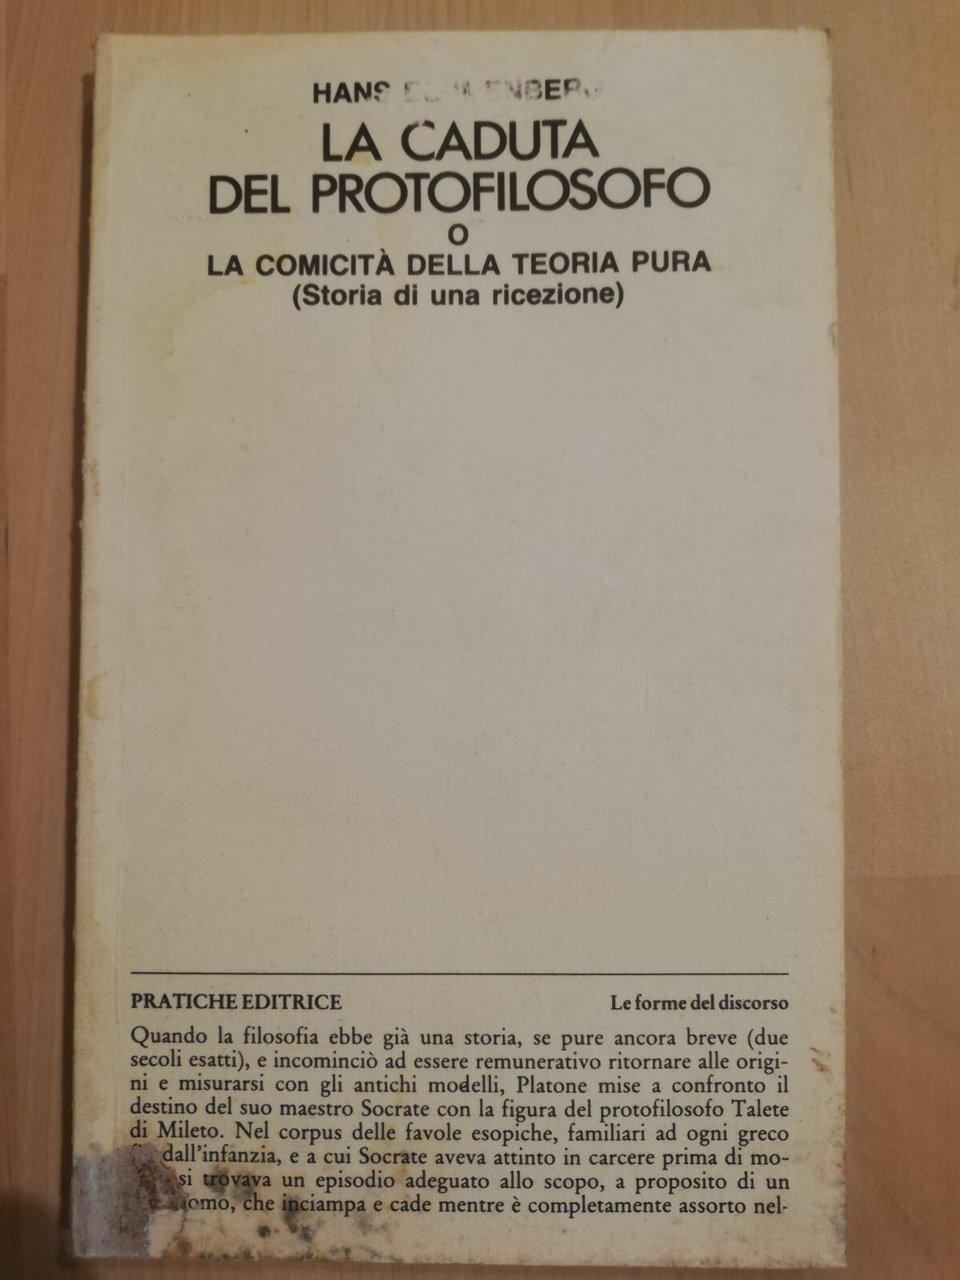 HANS
LA CADUTA
DEL PROTOFILOSOFO
O
LA COMICITÀ DELLA TEORIA PURA
(Storia di una ricezione)
PRATICHE EDITRICE
Le forme del discorso
Quando la filosofia ebbe già una storia, se pure ancora breve (due
secoli esatti), e incominciò ad essere remunerativo ritornare alle origi-
ni e misurarsi con gli antichi modelli, Platone mise a confronto il
destino del suo maestro Socrate con la figura del protofilosofo Talete
di Mileto. Nel corpus delle favole esopiche, familiari ad ogni greco
dall'infanzia, e a cui Socrate aveva attinto in carcere prima di mo-
si trovava un episodio adeguato allo scopo, a proposito di un
che inciampa e cade mentre è completamente assorto nel-